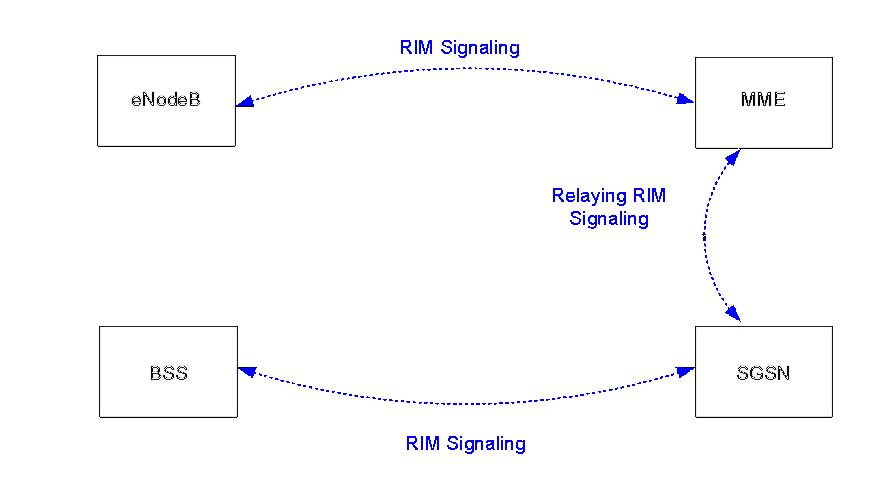 RIM Signaling
eNodeB
MME
Relaying RIM
Signaling
BSS
SGSN
RIM Signaling